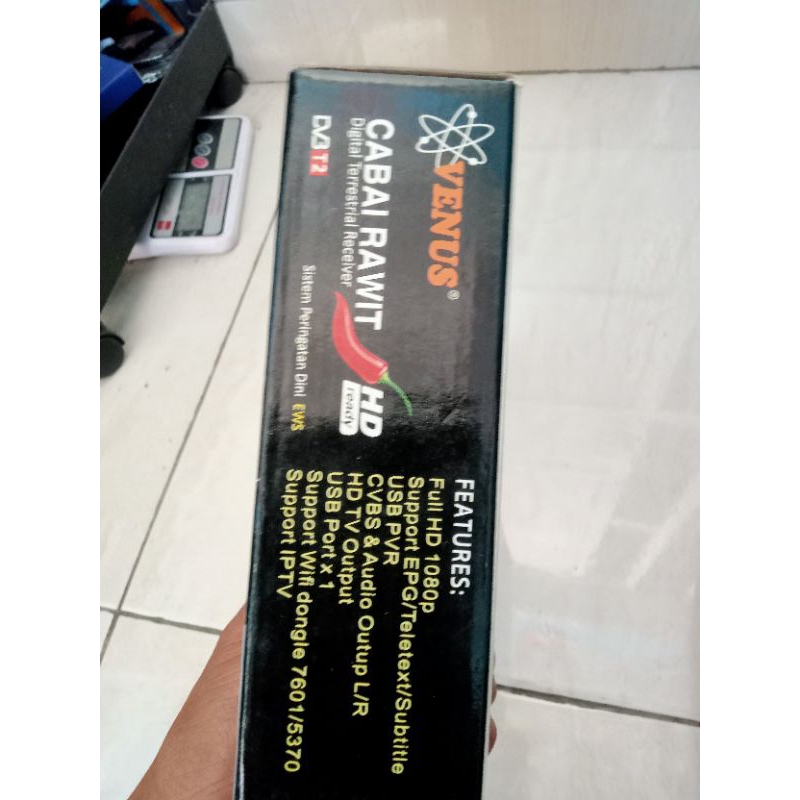 VENUS®
CABAI RAWIT HD
ready
Digital Terrestrial Receiver
DVB T2
Sistem Peringatan Dini EWS
FEATURES:
Full HD 1080p
Support EPG/Teletext/Subtitle
USB PVR
CVBS & Audio Outup L/R
HD TV Output
USB Port x 1
Support Wifi dongle 7601/5370
Support IPTV